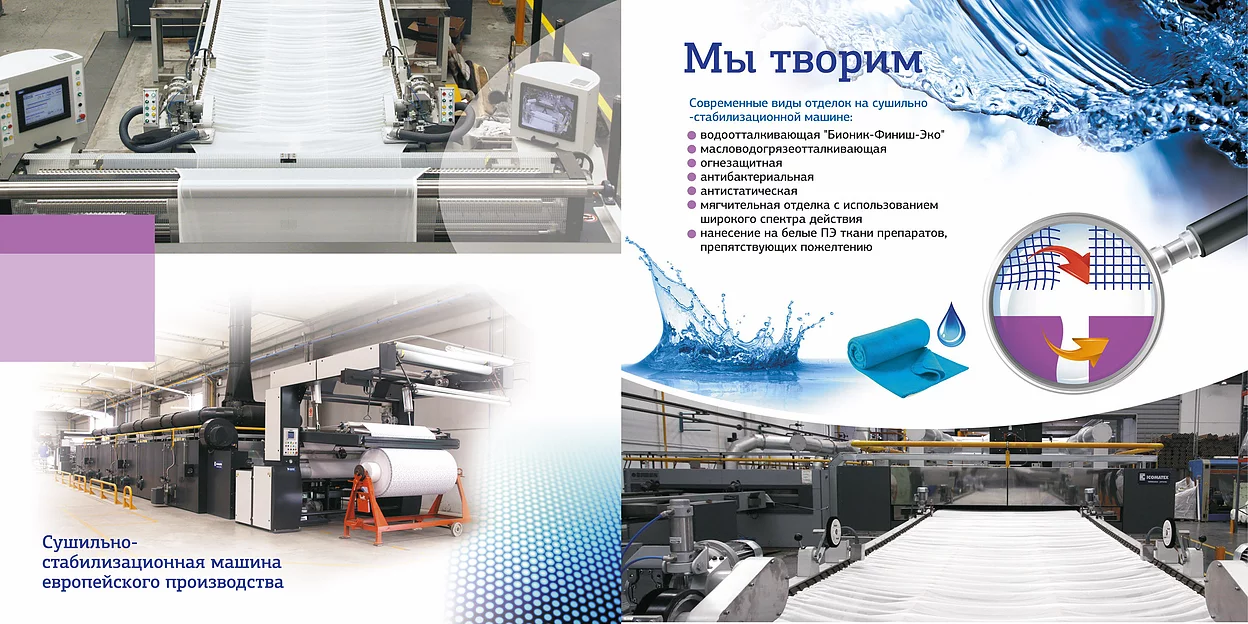 Сушильно-
стабилизационная машина
европейского производства
Мы творим
Современные виды отделок на сушильно
-стабилизационной машине:
водоотталкивающая "Бионик-Финиш-Эко"
масловодогрязеотталкивающая
огнезащитная
антибактериальная
антистатическая
мягчительная отделка с использованием
широкого спектра действия
нанесение на белые ПЭ ткани препаратов,
препятствующих пожелтению
ICOMATEX